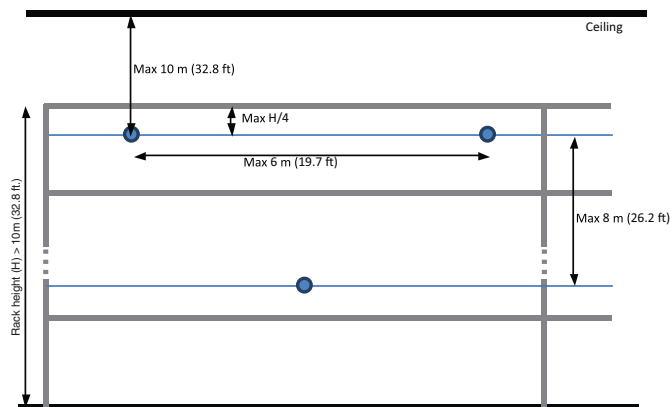 Ceiling
Max 10 m (32.8 ft)
Max H/4
Max 6 m (19.7 ft)
Max 8 m (26.2 ft)
Rack height (H) > 10m (32.8 ft.)